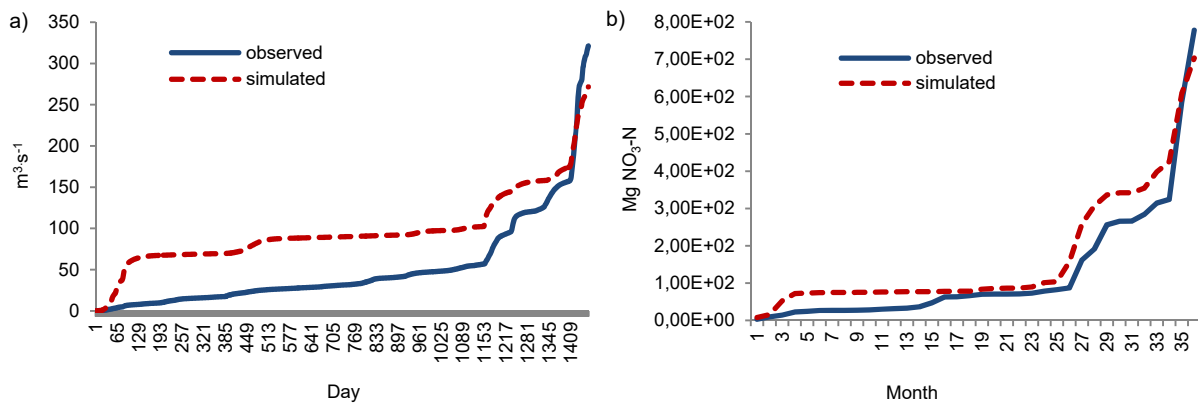 a)
350
300
250
200
150
100
50
0
m³·s⁻¹
observed
simulated
1 65 129 193 257 321 385 449 513 577 641 705 769 833 897 961 1025 1089 1153 1217 1281 1345 1409
Day
b)
8,00E+02
7,00E+02
6,00E+02
5,00E+02
4,00E+02
3,00E+02
2,00E+02
1,00E+02
0,00E+00
Mg NO₃-N
observed
simulated
1 3 5 7 9 11 13 15 17 19 21 23 25 27 29 31 33 35
Month